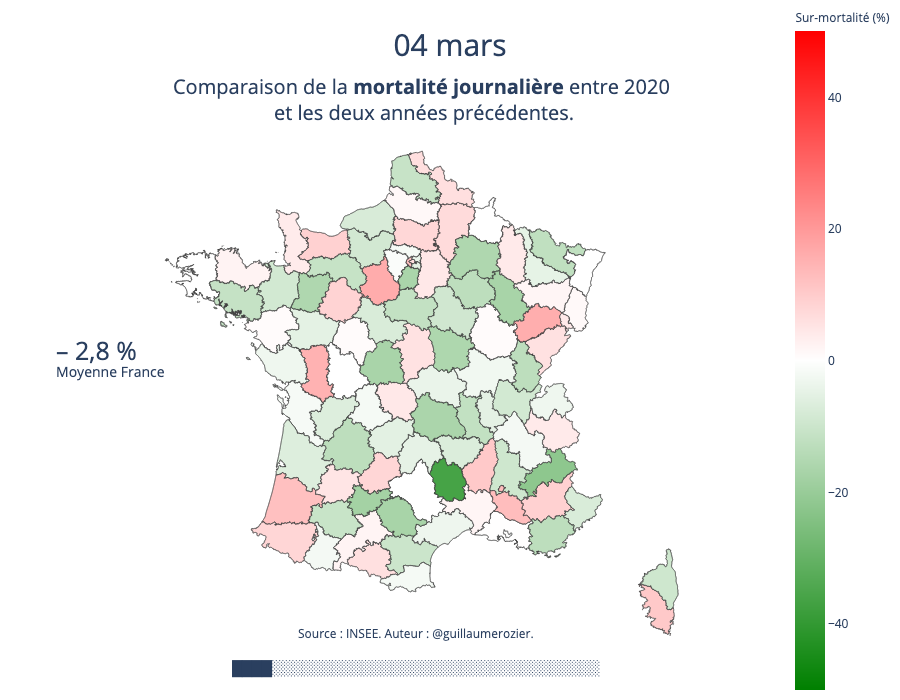 Sur-mortalité (%)
04 mars
Comparaison de la mortalité journalière entre 2020
et les deux années précédentes.
40
20
0
−20
−40
– 2,8 %
Moyenne France
Source : INSEE. Auteur : @guillaumerozier.